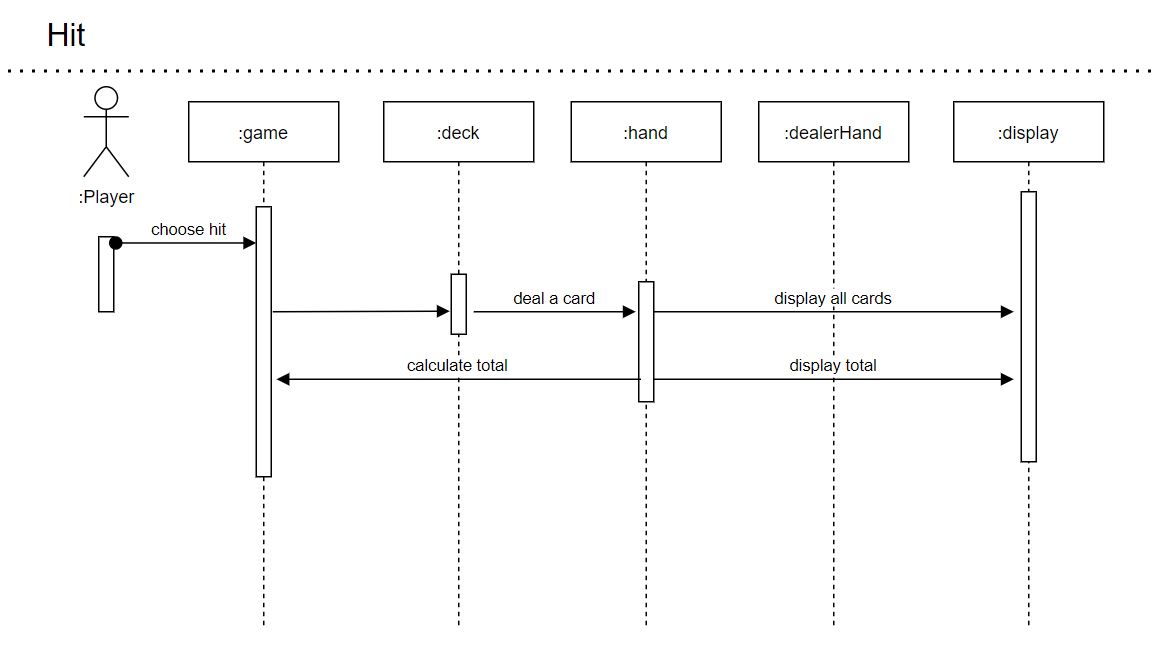 Hit
:game
:deck
:hand
:dealerHand
:display
:Player
choose hit
deal a card
display all cards
calculate total
display total